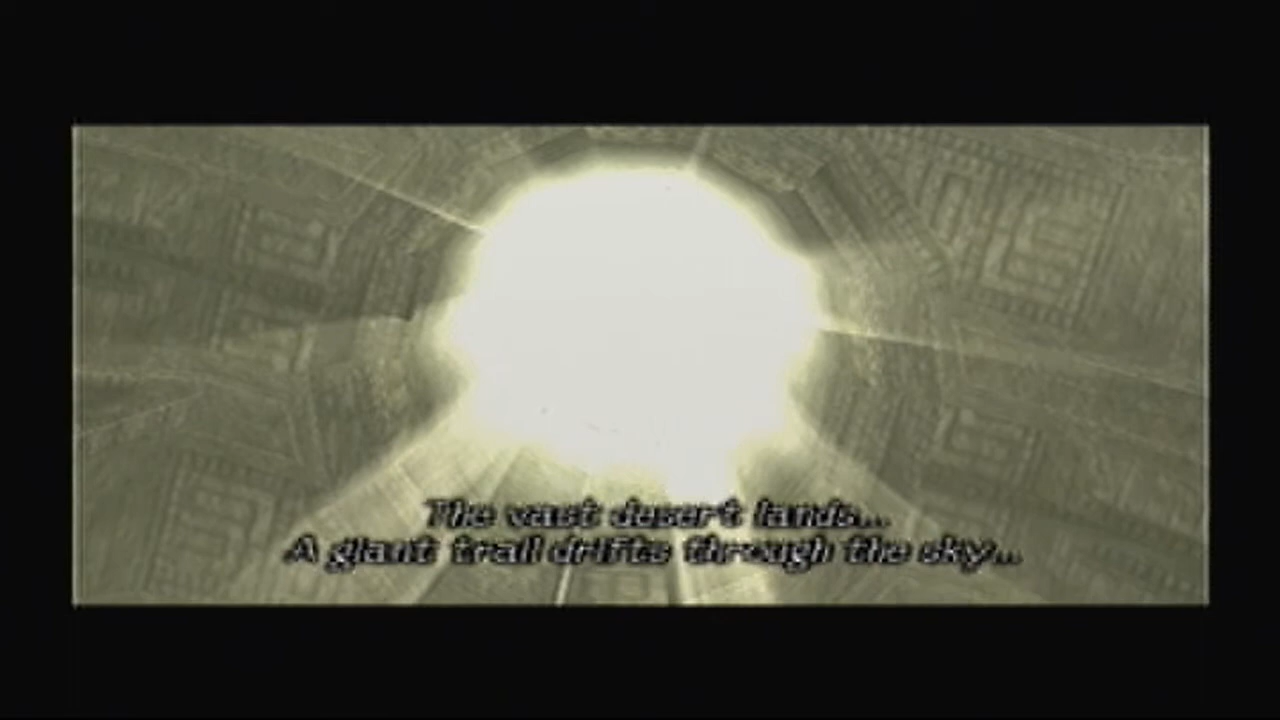 The vast desert lands...
A giant trail drifts through the sky...